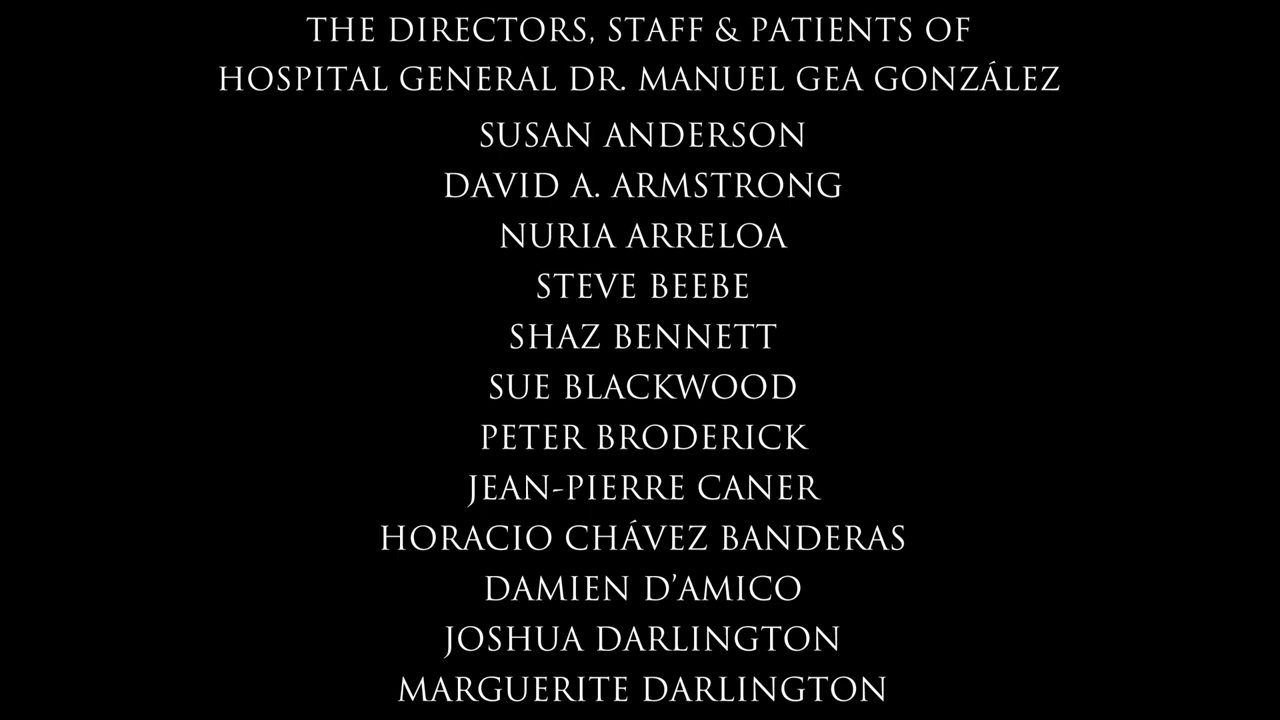 THE DIRECTORS, STAFF & PATIENTS OF
HOSPITAL GENERAL DR. MANUEL GEA GONZÁLEZ
SUSAN ANDERSON
DAVID A. ARMSTRONG
NURIA ARRELOA
STEVE BEEBE
SHAZ BENNETT
SUE BLACKWOOD
PETER BRODERICK
JEAN-PIERRE CANER
HORACIO CHÁVEZ BANDERAS
DAMIEN D’AMICO
JOSHUA DARLINGTON
MARGUERITE DARLINGTON